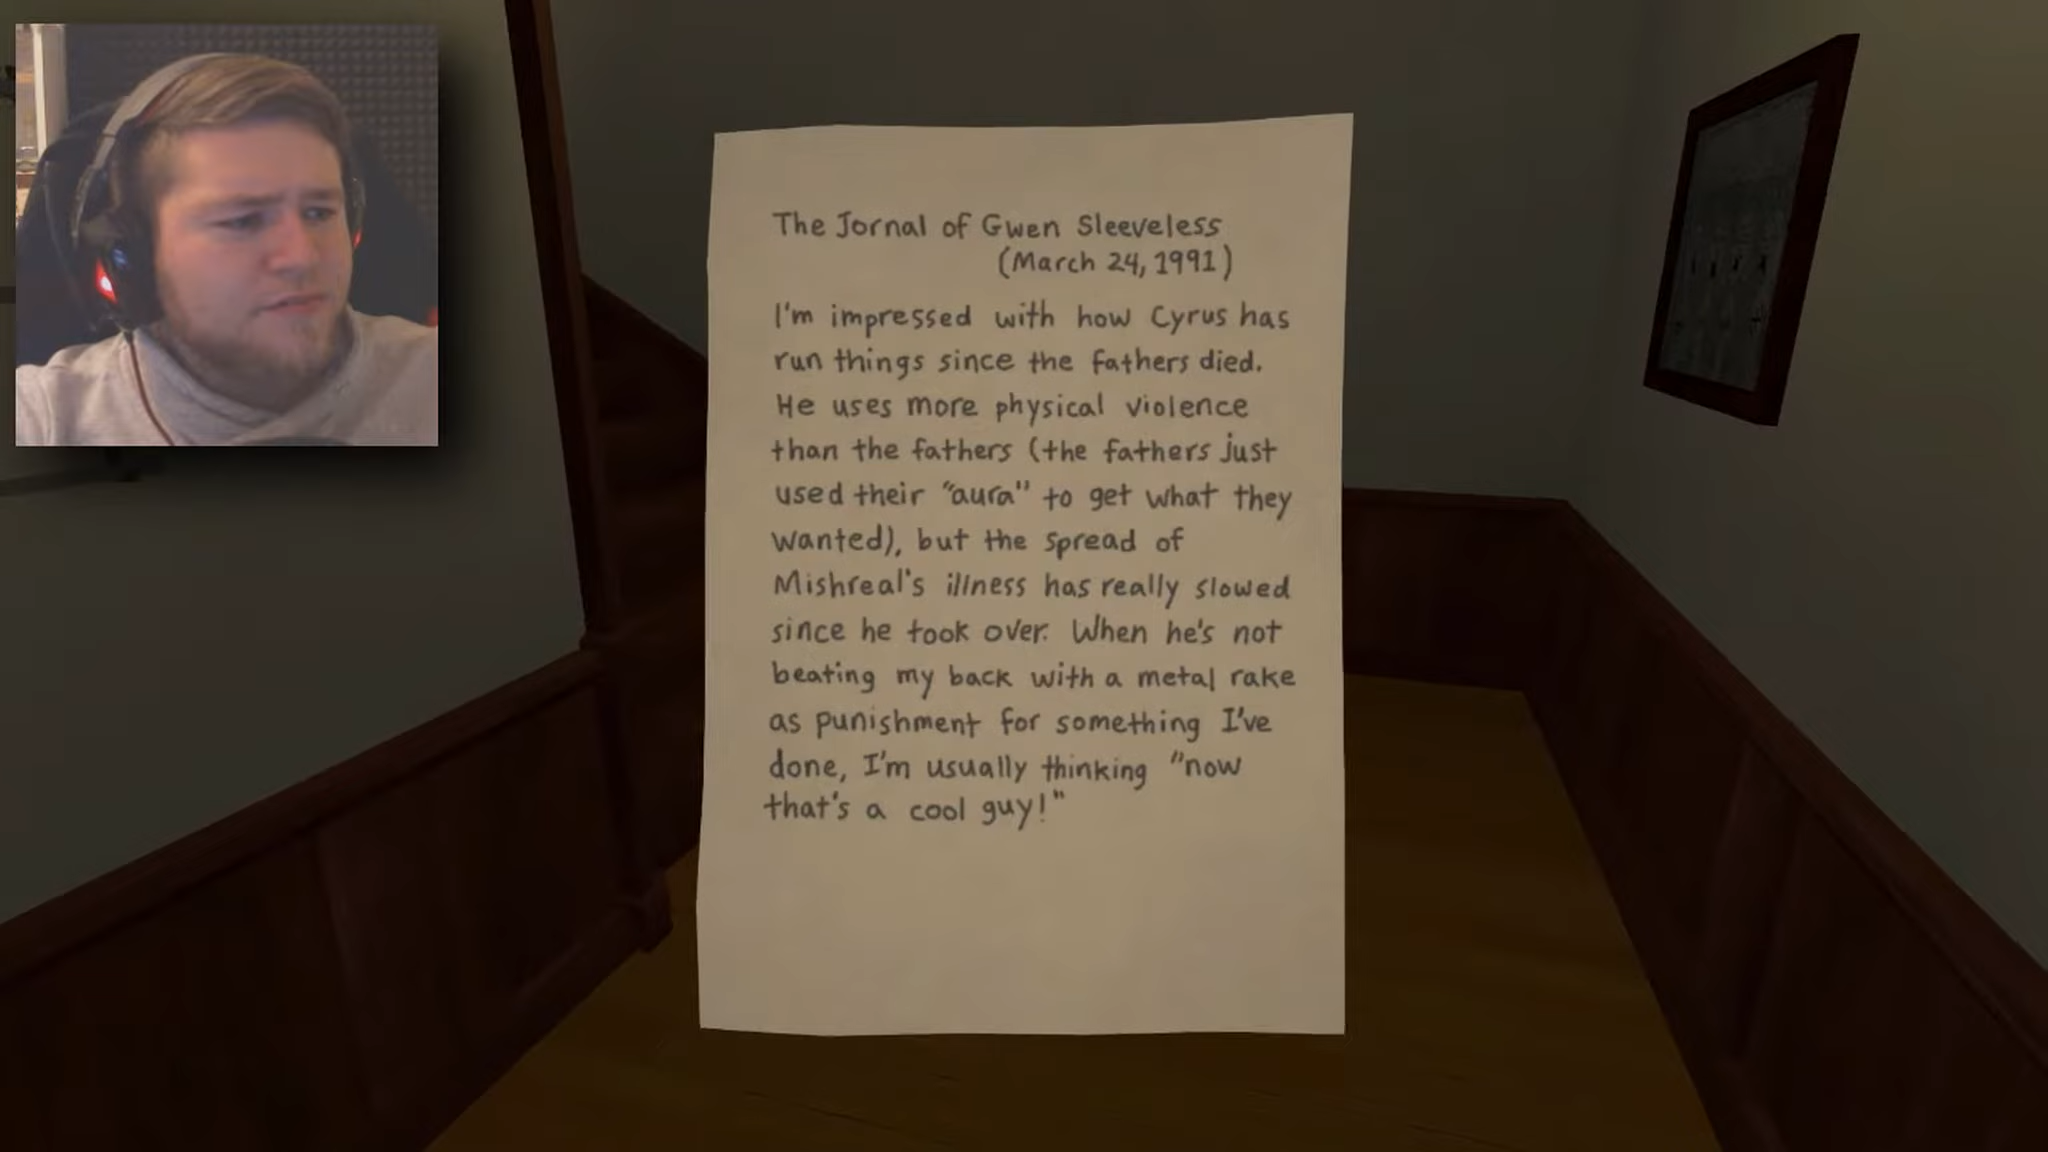 The Jornal of Gwen Sleeveless
(March 24, 1991)
I'm impressed with how Cyrus has
run things since the fathers died.
He uses more physical violence
than the fathers (the fathers just
used their "aura" to get what they
wanted), but the spread of
Mishreal's illness has really slowed
since he took over. When he's not
beating my back with a metal rake
as punishment for something I've
done, I'm usually thinking "now
that's a cool guy!"